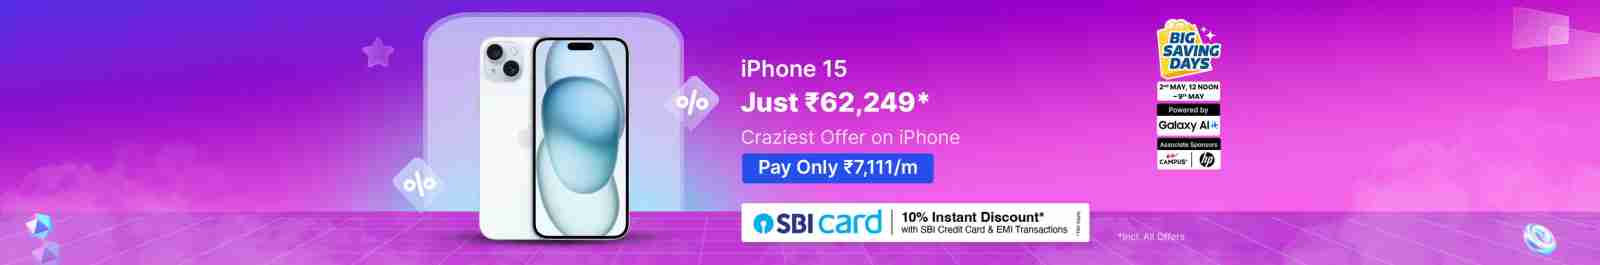 iPhone 15
Just ₹62,249*
Craziest Offer on iPhone
Pay Only ₹7,111/m
SBI card
10% Instant Discount*
with SBI Credit Card & EMI Transactions
*Incl. All Offers
BIG
SAVING
DAYS
2ND MAY, 12 NOON
– 9TH MAY
Powered by
Galaxy AI
Associate Sponsors
CAMPUS
hp